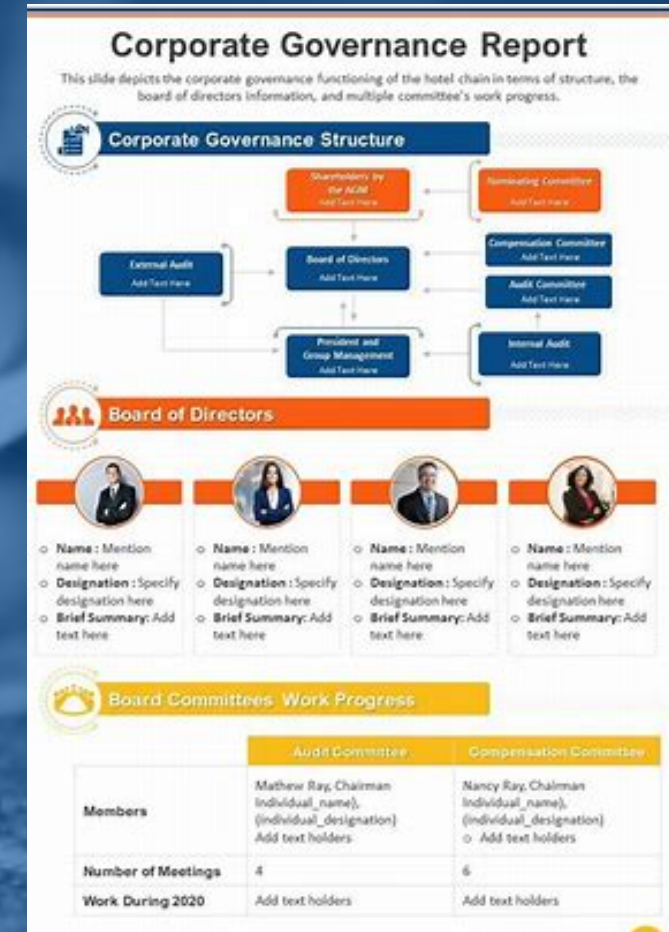 Corporate Governance Report
This slide depicts the corporate governance functioning of the hotel chain in terms of structure, the
board of directors information, and multiple committee's work progress.
Corporate Governance Structure
Shareholders by
the AGM
Add Text Here
Nominating Committee
Add Text Here
External Audit
Add Text Here
Board of Directors
Add Text Here
Compensation Committee
Add Text Here
Audit Committee
Add Text Here
President and
Group Management
Add Text Here
Internal Audit
Add Text Here
Board of Directors
Name : Mention
name here
Designation : Specify
designation here
Brief Summary: Add
text here
Name : Mention
name here
Designation : Specify
designation here
Brief Summary: Add
text here
Name : Mention
name here
Designation : Specify
designation here
Brief Summary: Add
text here
Name : Mention
name here
Designation : Specify
designation here
Brief Summary: Add
text here
Board Committees Work Progress
Audit Committee
Compensation Committee
Members
Mathew Ray, Chairman
Individual_name),
(individual_designation)
Add text holders
Nancy Ray, Chairman
Individual_name),
(individual_designation)
Add text holders
Number of Meetings
4
6
Work During 2020
Add text holders
Add text holders